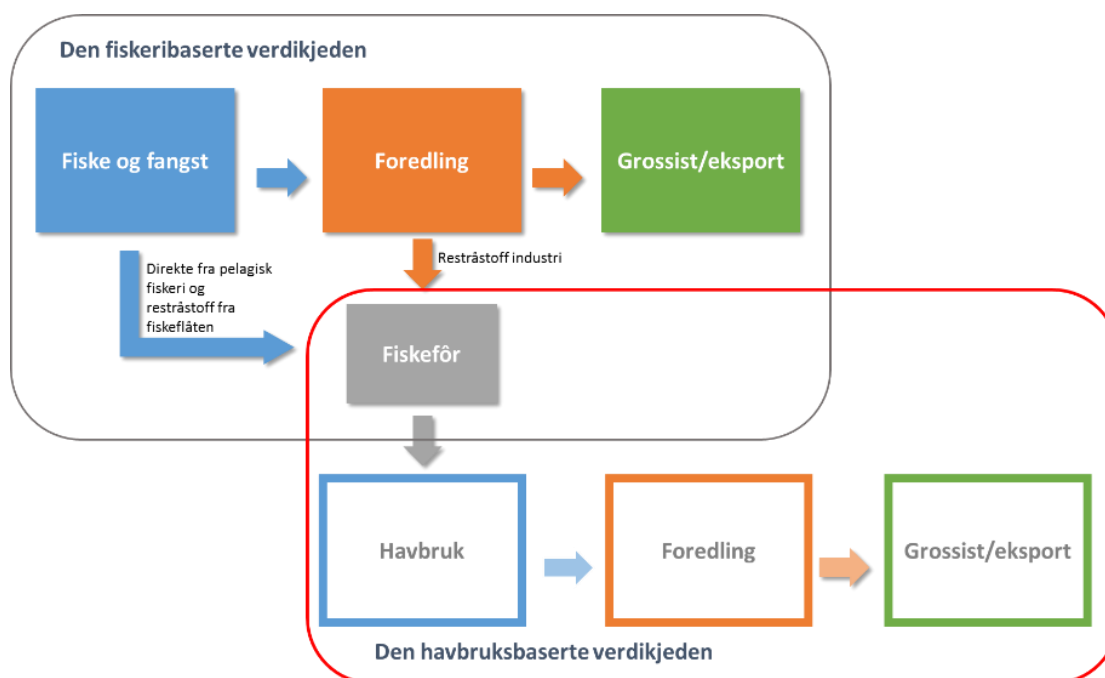 Den fiskeribaserte verdikjeden
Fiske og fangst
Foredling
Grossist/eksport
Direkte fra pelagisk
fiskeri og
restråstoff fra
fiskeflåten
Restråstoff industri
Fiskefôr
Havbruk
Foredling
Grossist/eksport
Den havbruksbaserte verdikjeden